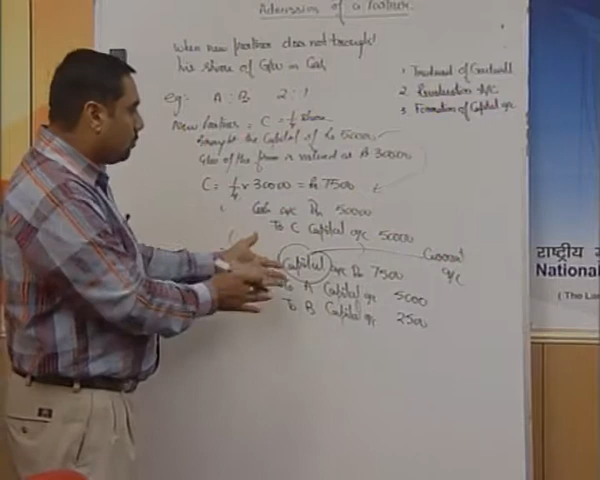 Admission of a Partner.
When new partner does not brought
his share of G/w in Cash
eg: A : B 2 : 1
New Partner = C = 1/4 share
brought the Capital of Rs 50000
G/w of the firm is valued at Rs 30000
C = 1/4 x 30000 = Rs 7500
Cash a/c Dr 50000
To C Capital a/c 50000
Capital a/c Dr 7500
Current a/c
To A Capital a/c 5000
To B Capital a/c 2500
1. Treatment of Goodwill
2. Revaluation A/C
3. Formation of Capital a/c
राष्ट्रीय
National
( The